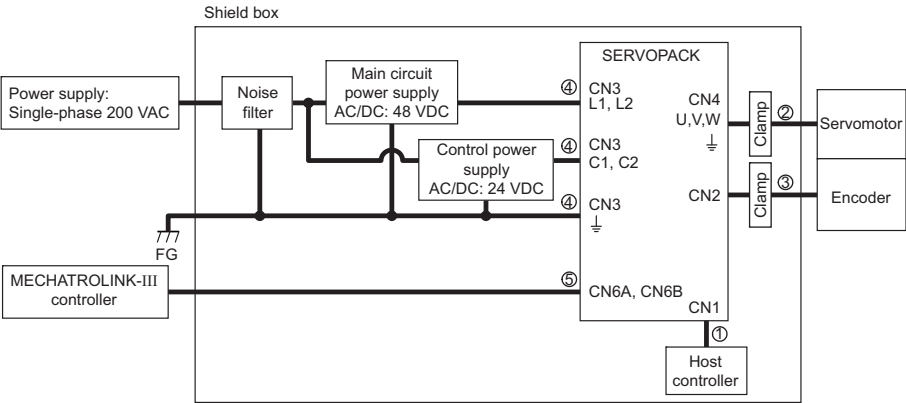 Shield box
SERVOPACK
Power supply:
Single-phase 200 VAC
Noise
filter
Main circuit
power supply
AC/DC: 48 VDC
④
CN3
L1, L2
CN4
U,V,W
Clamp
②
Servomotor
Control power
supply
AC/DC: 24 VDC
④
CN3
C1, C2
④
CN3
CN2
Clamp
③
Encoder
FG
MECHATROLINK-III
controller
⑤
CN6A, CN6B
CN1
①
Host
controller